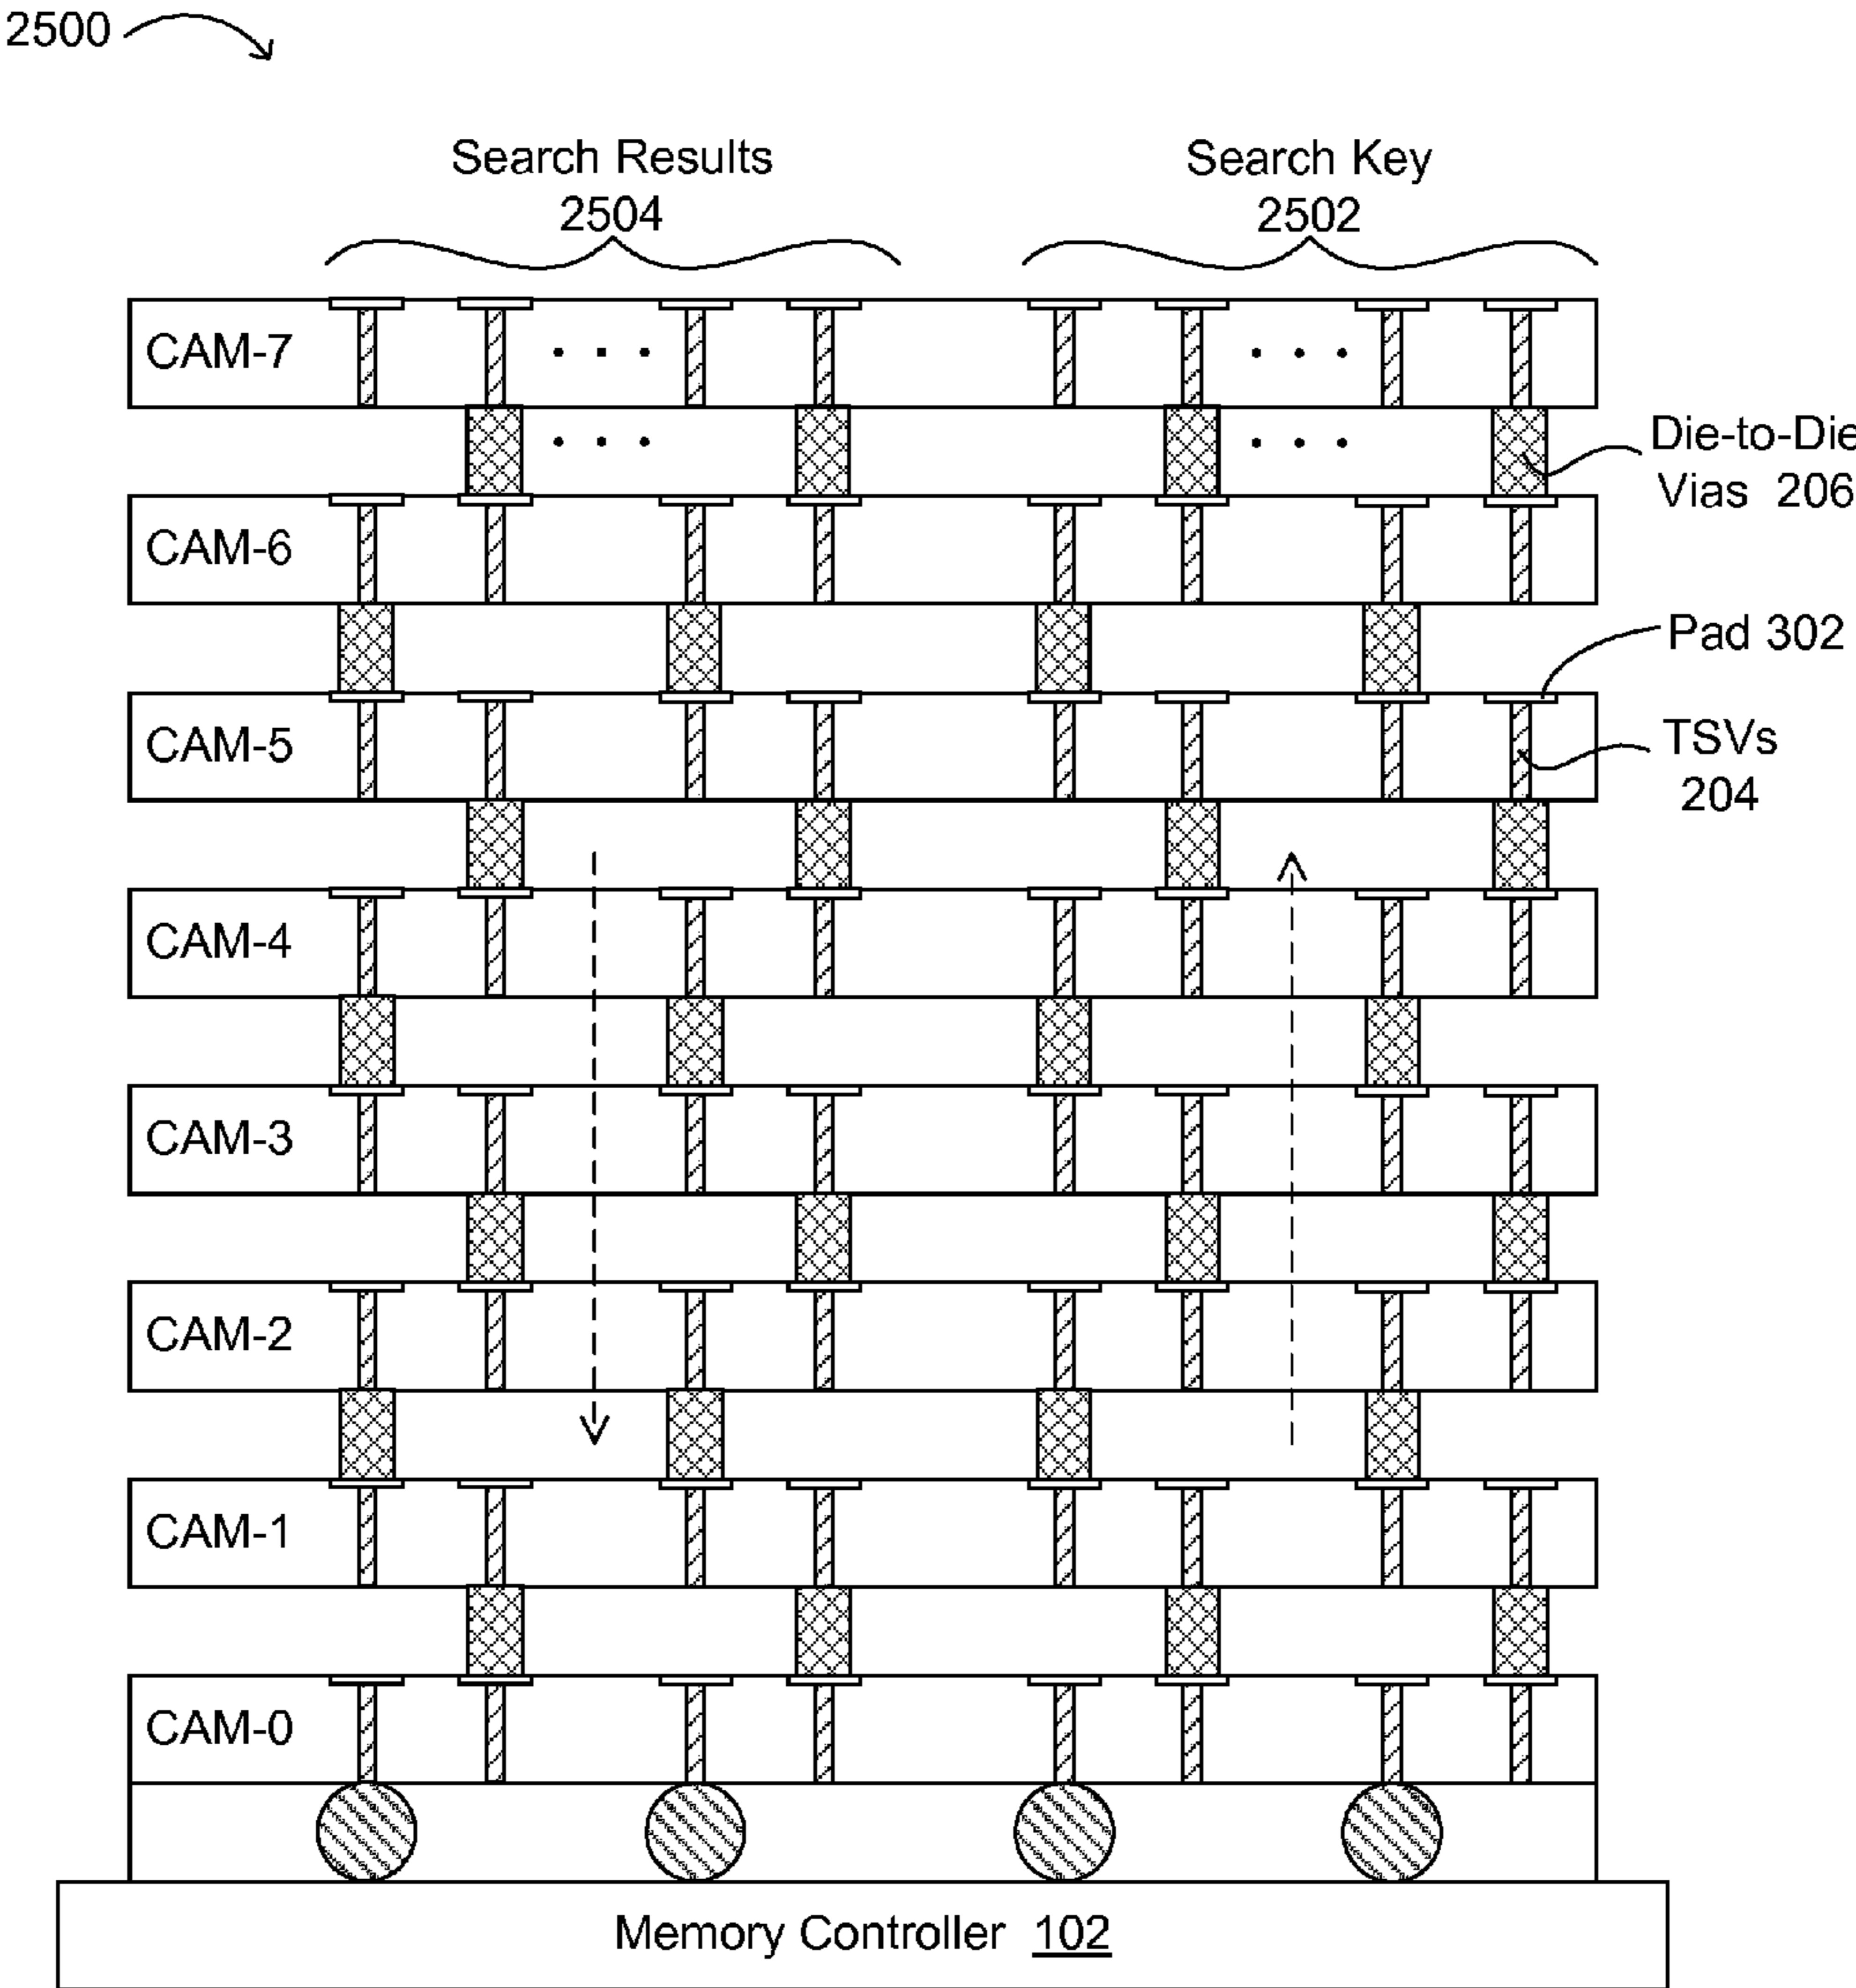 2500
Search Results
2504
Search Key
2502
CAM-7
Die-to-Die
Vias 206
CAM-6
Pad 302
CAM-5
TSVs
204
CAM-4
CAM-3
CAM-2
CAM-1
CAM-0
Memory Controller 102